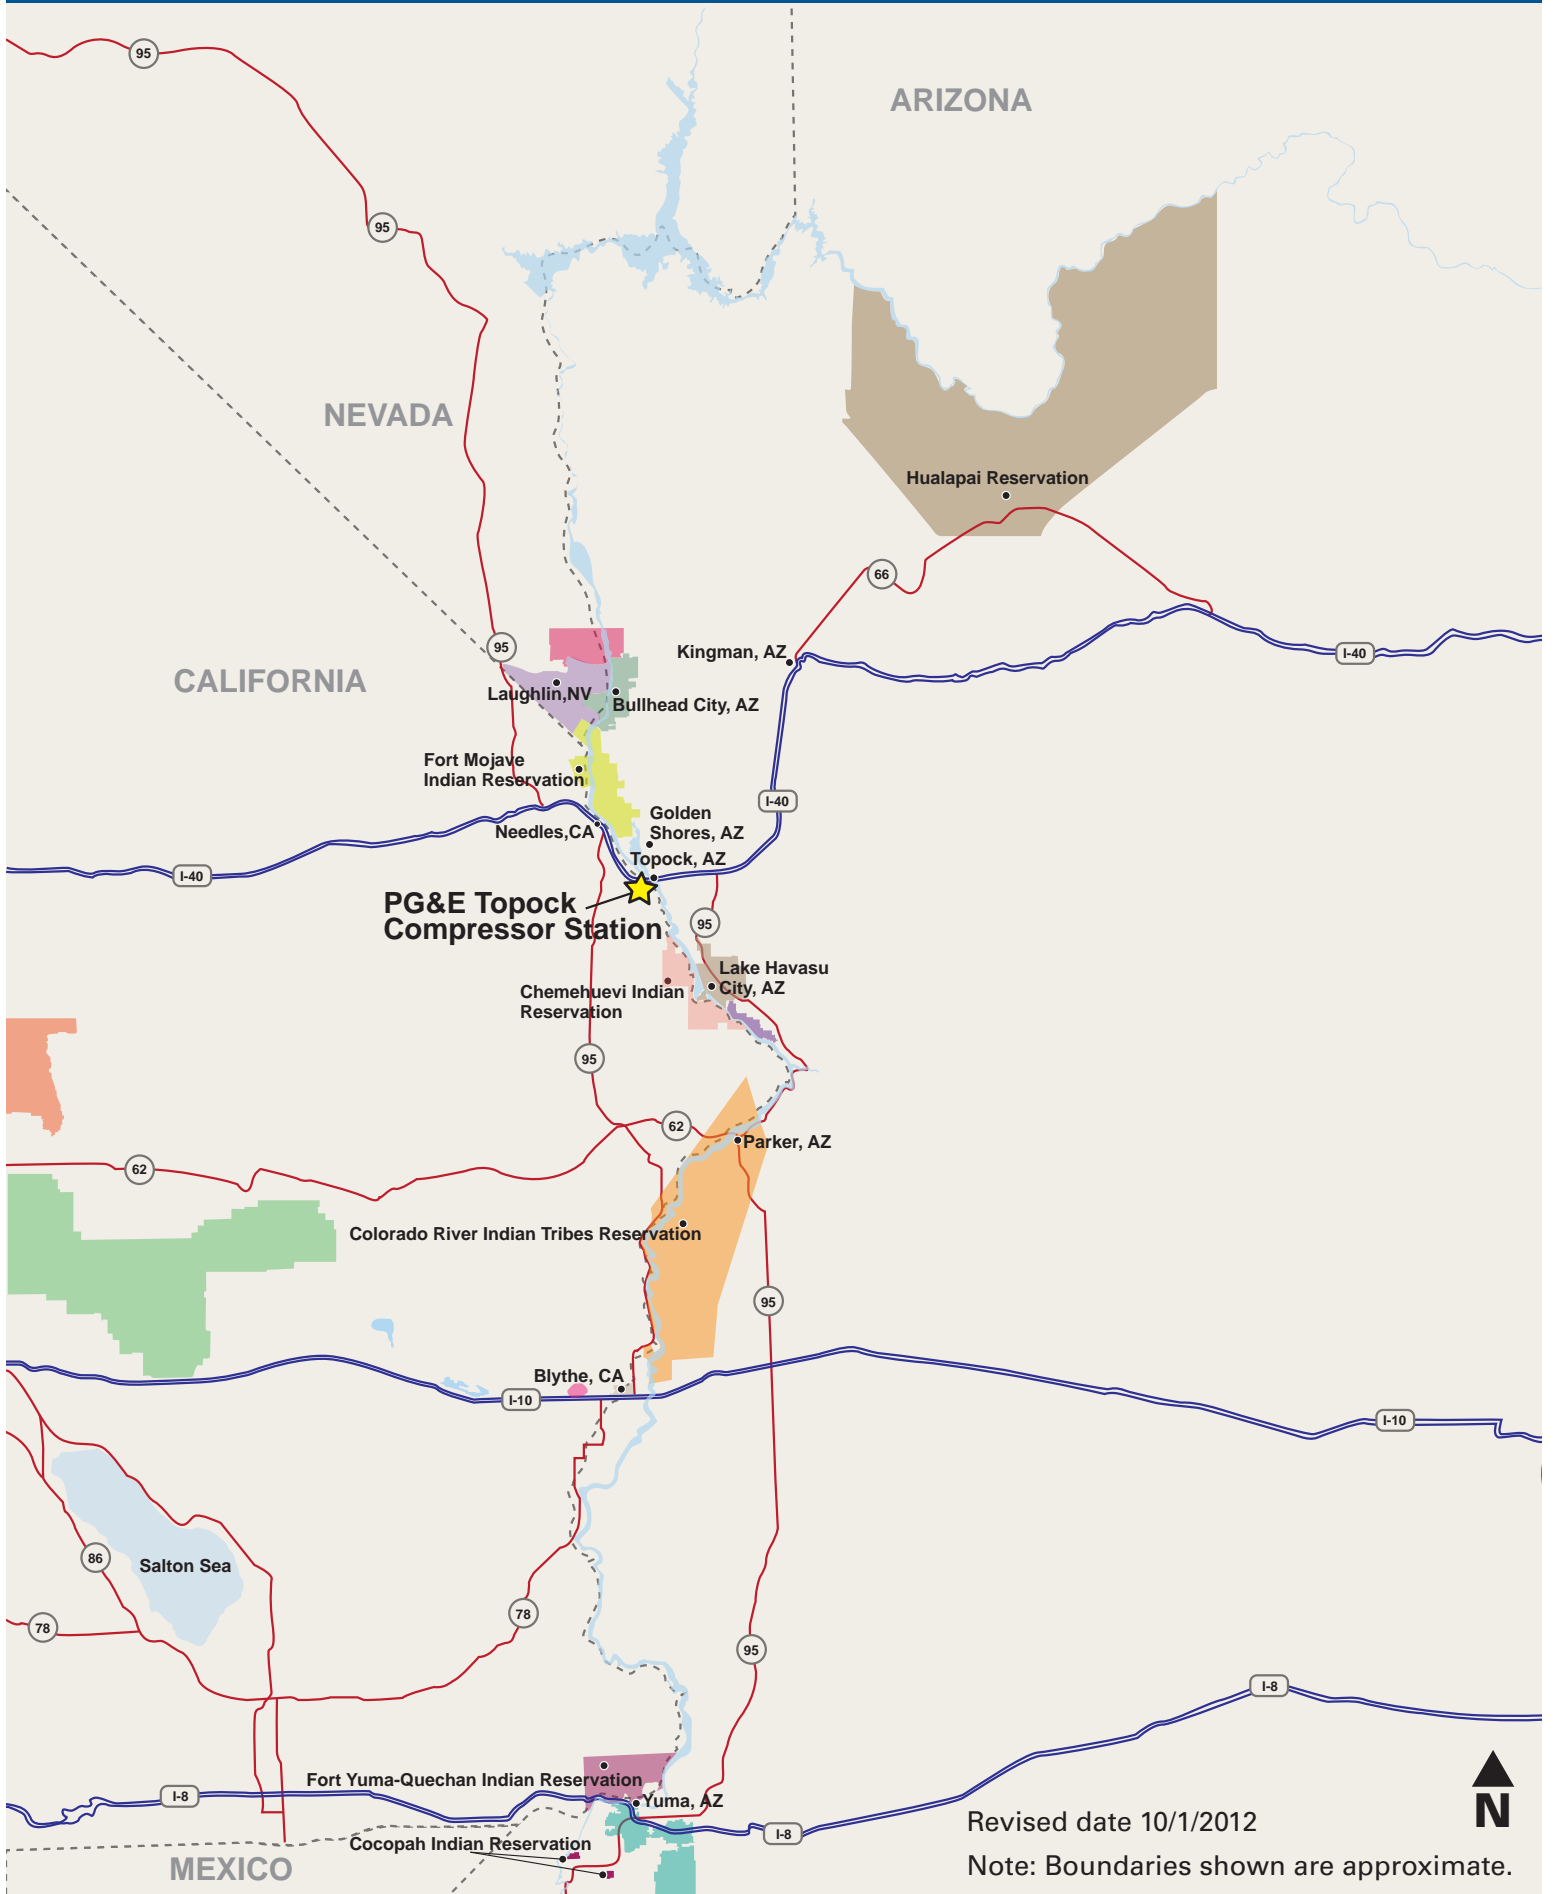 95
ARIZONA
95
NEVADA
Hualapai Reservation
66
95
Kingman, AZ
I-40
CALIFORNIA
Laughlin,NV
Bullhead City, AZ
Fort Mojave
Indian Reservation
I-40
Golden
Shores, AZ
Needles,CA
Topock, AZ
I-40
PG&E Topock
Compressor Station
95
Lake Havasu
City, AZ
Chemehuevi Indian
Reservation
95
62
Parker, AZ
62
Colorado River Indian Tribes Reservation
95
Blythe, CA
I-10
I-10
86
Salton Sea
78
78
95
I-8
Fort Yuma-Quechan Indian Reservation
I-8
Yuma, AZ
I-8
Cocopah Indian Reservation
MEXICO
N
Revised date 10/1/2012
Note: Boundaries shown are approximate.